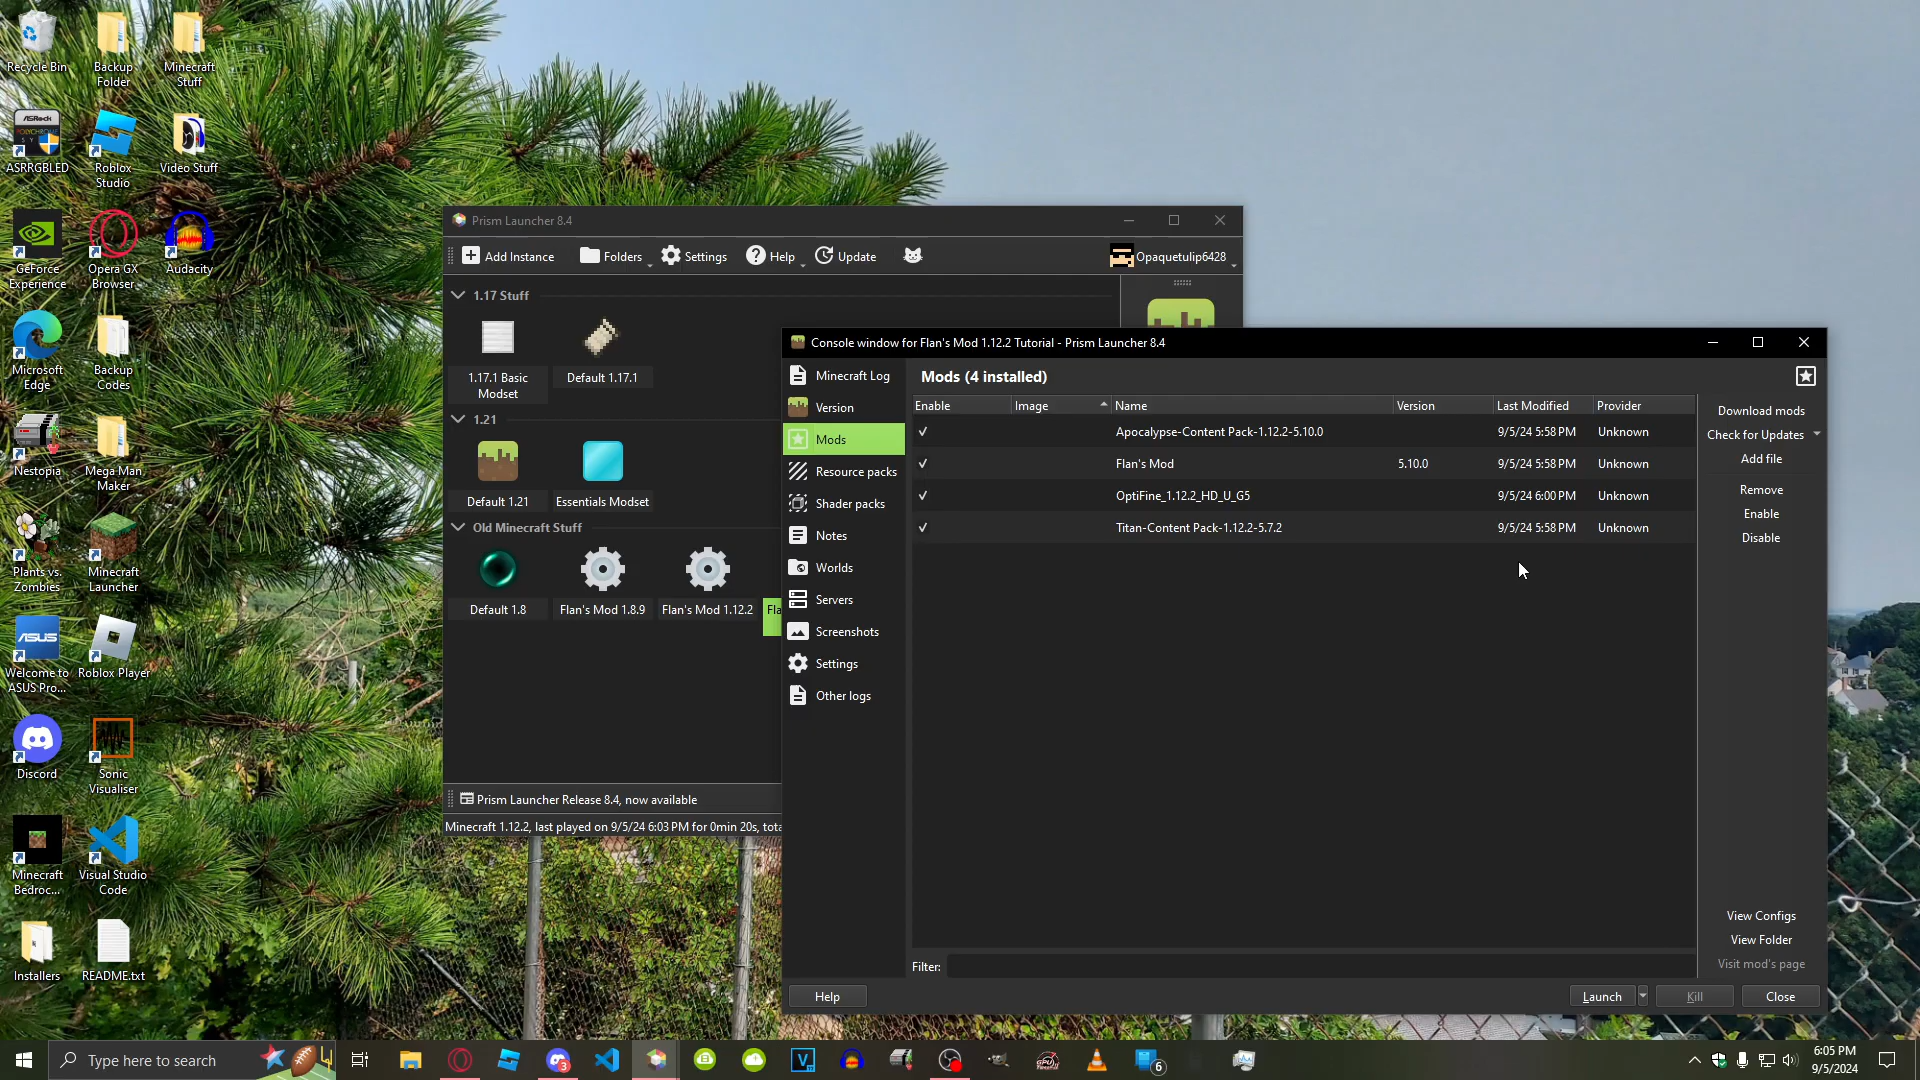 Recycle Bin
Backup Folder
Minecraft Stuff
ASRock
POLYCHROME
ASRRGBLED
Roblox Studio
Video Stuff
GeForce Experience
Opera GX Browser
Audacity
Microsoft Edge
Backup Codes
Nestopia
Mega Man Maker
Plants vs. Zombies
Minecraft Launcher
ASUS
Welcome to ASUS Pro...
Roblox Player
Discord
Sonic Visualiser
Minecraft Bedroc...
Visual Studio Code
Installers
README.txt
Prism Launcher 8.4
Add Instance
Folders
Settings
Help
Update
Opaquetulip6428
1.17 Stuff
1.17.1 Basic Modset
Default 1.17.1
1.21
Default 1.21
Essentials Modset
Old Minecraft Stuff
Default 1.8
Flan's Mod 1.8.9
Flan's Mod 1.12.2
Fla
Prism Launcher Release 8.4, now available
Minecraft 1.12.2, last played on 9/5/24 6:03 PM for 0min 20s, tota
Console window for Flan's Mod 1.12.2 Tutorial - Prism Launcher 8.4
Minecraft Log
Version
Mods
Resource packs
Shader packs
Notes
Worlds
Servers
Screenshots
Settings
Other logs
Mods (4 installed)
Enable Image Name Version Last Modified Provider
Apocalypse-Content Pack-1.12.2-5.10.0 9/5/24 5:58 PM Unknown
Flan's Mod 5.10.0 9/5/24 5:58 PM Unknown
OptiFine_1.12.2_HD_U_G5 9/5/24 6:00 PM Unknown
Titan-Content Pack-1.12.2-5.7.2 9/5/24 5:58 PM Unknown
Download mods
Check for Updates
Add file
Remove
Enable
Disable
View Configs
View Folder
Visit mod's page
Filter:
Help
Launch
Kill
Close
Type here to search
3
6
6:05 PM
9/5/2024